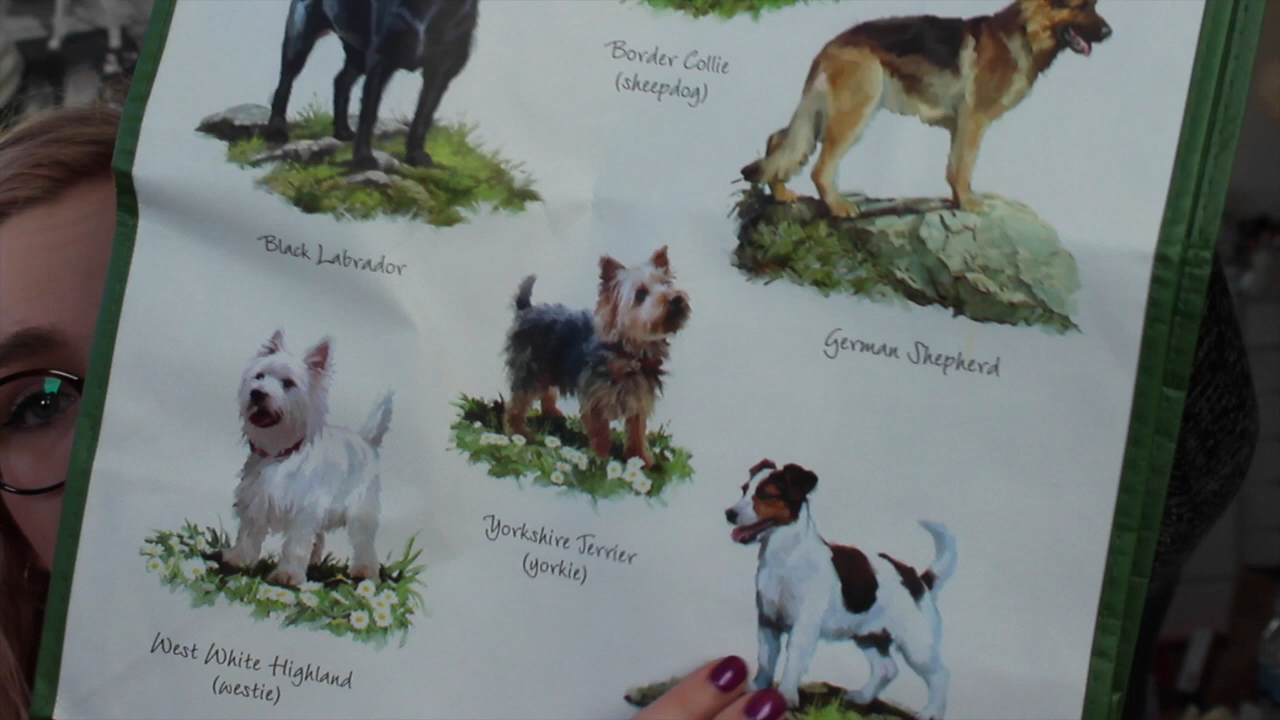 Border Collie
(sheepdog)
Black Labrador
German Shepherd
Yorkshire Terrier
(yorkie)
West White Highland
(westie)